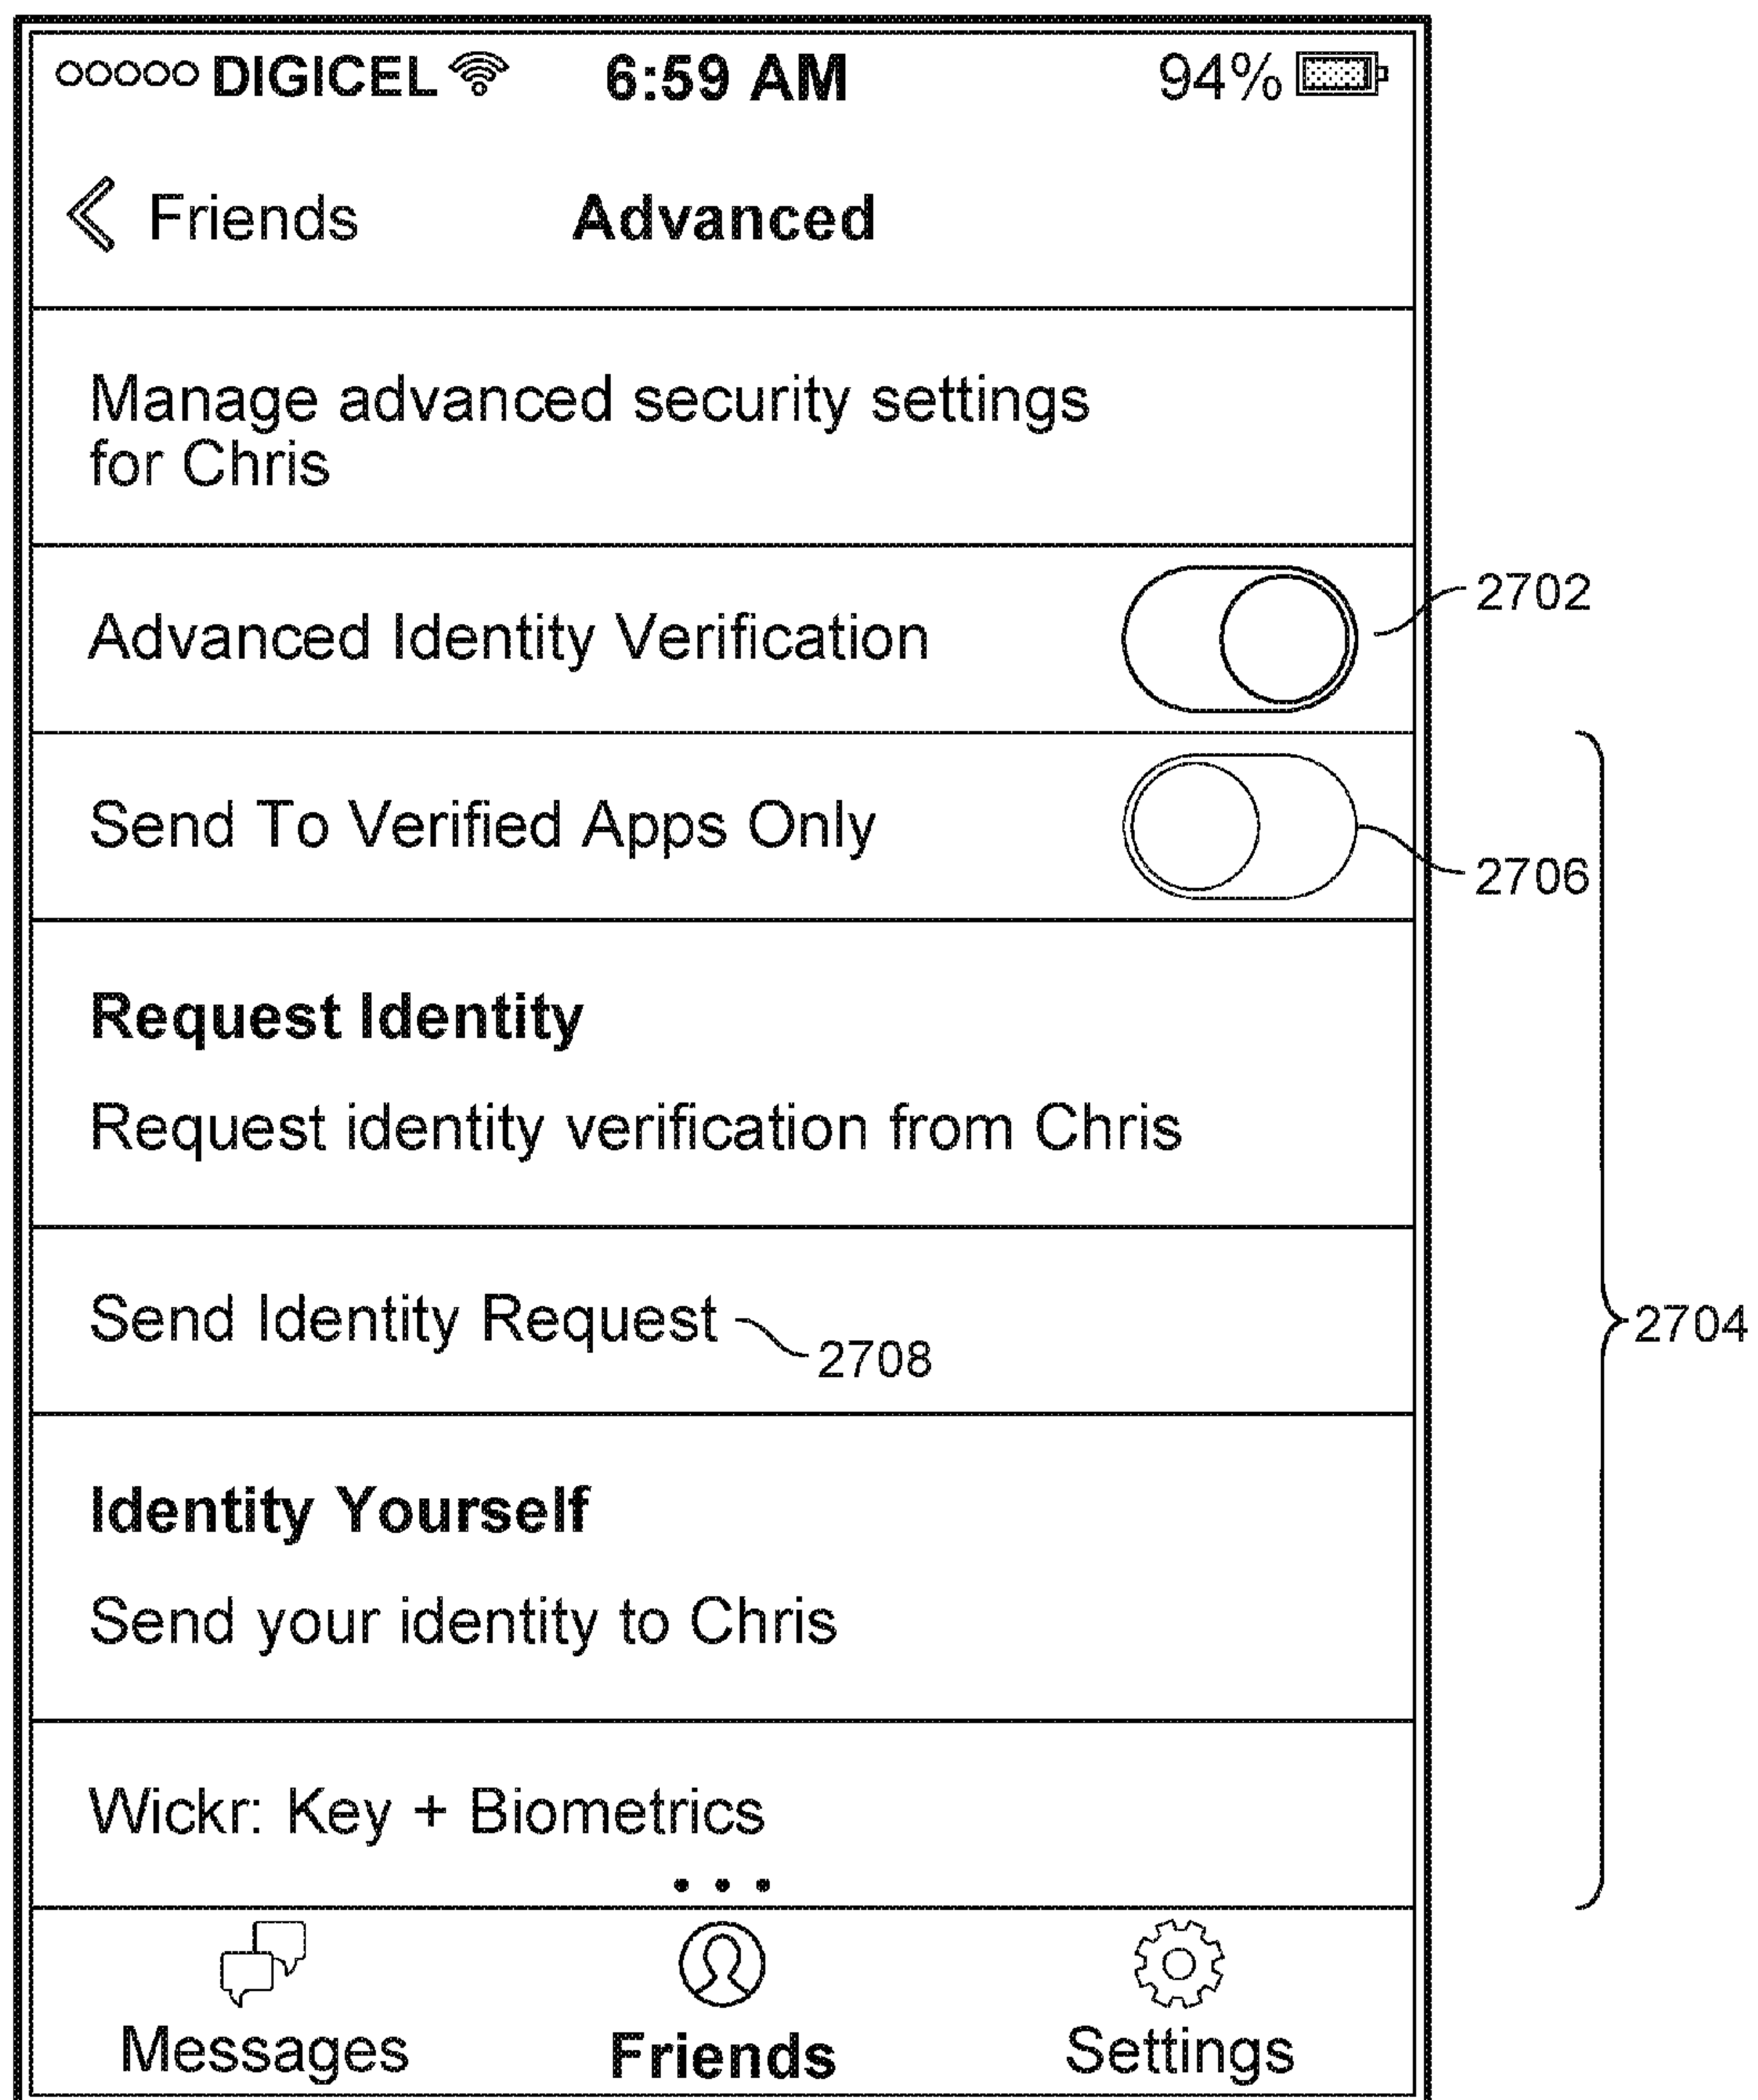 DIGICEL 6:59 AM 94%
Friends Advanced
Manage advanced security settings
for Chris
Advanced Identity Verification
2702
Send To Verified Apps Only
2706
Request Identity
Request identity verification from Chris
Send Identity Request
2708
2704
Identity Yourself
Send your identity to Chris
Wickr: Key + Biometrics
...
Messages Friends Settings